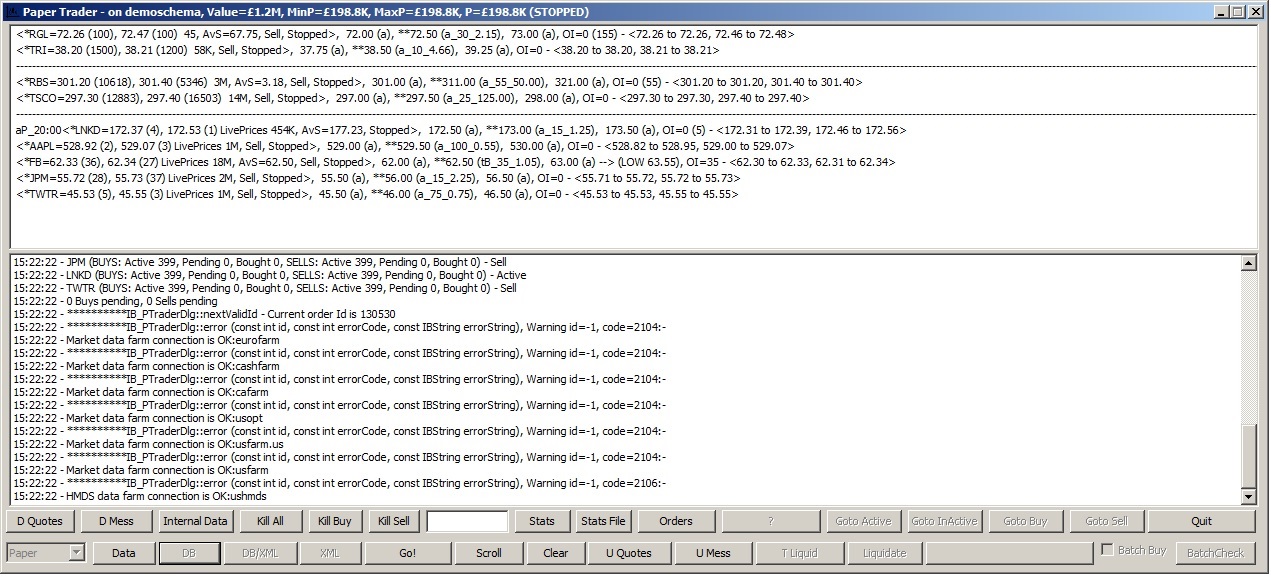 Paper Trader - on demoschema, Value=£1.2M, MinP=£198.8K, MaxP=£198.8K, P=£198.8K (STOPPED)
<*RGL=72.26 (100), 72.47 (100)  45, AvS=67.75, Sell, Stopped>,  72.00 (a), **72.50 (a_30_2.15),  73.00 (a), OI=0 (155) - <72.26 to 72.26, 72.46 to 72.48>
<*TRI=38.20 (1500), 38.21 (1200)  58K, Sell, Stopped>,  37.75 (a), **38.50 (a_10_4.66),  39.25 (a), OI=0 - <38.20 to 38.20, 38.21 to 38.21>
<*RBS=301.20 (10618), 301.40 (5346)  3M, AvS=3.18, Sell, Stopped>,  301.00 (a), **311.00 (a_55_50.00),  321.00 (a), OI=0 (55) - <301.20 to 301.20, 301.40 to 301.40>
<*TSCO=297.30 (12883), 297.40 (16503)  14M, Sell, Stopped>,  297.00 (a), **297.50 (a_25_125.00),  298.00 (a), OI=0 - <297.30 to 297.30, 297.40 to 297.40>
aP_20:00<*LNKD=172.37 (4), 172.53 (1) LivePrices 454K, AvS=177.23, Stopped>,  172.50 (a), **173.00 (a_15_1.25),  173.50 (a), OI=0 (5) - <172.31 to 172.39, 172.46 to 172.56>
<*AAPL=528.92 (2), 529.07 (3) LivePrices 1M, Sell, Stopped>,  529.00 (a), **529.50 (a_100_0.55),  530.00 (a), OI=0 - <528.82 to 528.95, 529.00 to 529.07>
<*FB=62.33 (36), 62.34 (27) LivePrices 18M, AvS=62.50, Sell, Stopped>,  62.00 (a), **62.50 (tB_35_1.05),  63.00 (a) --> (LOW 63.55), OI=35 - <62.30 to 62.33, 62.31 to 62.34>
<*JPM=55.72 (28), 55.73 (37) LivePrices 2M, Sell, Stopped>,  55.50 (a), **56.00 (a_15_2.25),  56.50 (a), OI=0 - <55.71 to 55.72, 55.72 to 55.73>
<*TWTR=45.53 (5), 45.55 (3) LivePrices 1M, Sell, Stopped>,  45.50 (a), **46.00 (a_75_0.75),  46.50 (a), OI=0 - <45.53 to 45.53, 45.55 to 45.55>
15:22:22 - JPM (BUYS: Active 399, Pending 0, Bought 0, SELLS: Active 399, Pending 0, Bought 0) - Sell
15:22:22 - LNKD (BUYS: Active 399, Pending 0, Bought 0, SELLS: Active 399, Pending 0, Bought 0) - Active
15:22:22 - TWTR (BUYS: Active 399, Pending 0, Bought 0, SELLS: Active 399, Pending 0, Bought 0) - Sell
15:22:22 - 0 Buys pending, 0 Sells pending
15:22:22 - **********IB_PTraderDlg::nextValidId - Current order Id is 130530
15:22:22 - **********IB_PTraderDlg::error (const int id, const int errorCode, const IBString errorString), Warning id=-1, code=2104:-
15:22:22 - Market data farm connection is OK:eurofarm
15:22:22 - **********IB_PTraderDlg::error (const int id, const int errorCode, const IBString errorString), Warning id=-1, code=2104:-
15:22:22 - Market data farm connection is OK:cashfarm
15:22:22 - **********IB_PTraderDlg::error (const int id, const int errorCode, const IBString errorString), Warning id=-1, code=2104:-
15:22:22 - Market data farm connection is OK:cafarm
15:22:22 - **********IB_PTraderDlg::error (const int id, const int errorCode, const IBString errorString), Warning id=-1, code=2104:-
15:22:22 - Market data farm connection is OK:usopt
15:22:22 - **********IB_PTraderDlg::error (const int id, const int errorCode, const IBString errorString), Warning id=-1, code=2104:-
15:22:22 - Market data farm connection is OK:usfarm.us
15:22:22 - **********IB_PTraderDlg::error (const int id, const int errorCode, const IBString errorString), Warning id=-1, code=2104:-
15:22:22 - Market data farm connection is OK:usfarm
15:22:22 - **********IB_PTraderDlg::error (const int id, const int errorCode, const IBString errorString), Warning id=-1, code=2106:-
15:22:22 - HMDS data farm connection is OK:ushmds
D Quotes D Mess Internal Data Kill All Kill Buy Kill Sell Stats Stats File Orders ? Goto Active Goto InActive Goto Buy Goto Sell Quit
Paper Data DB DB/XML XML Go! Scroll Clear U Quotes U Mess T Liquid Liquidate Batch Buy BatchCheck